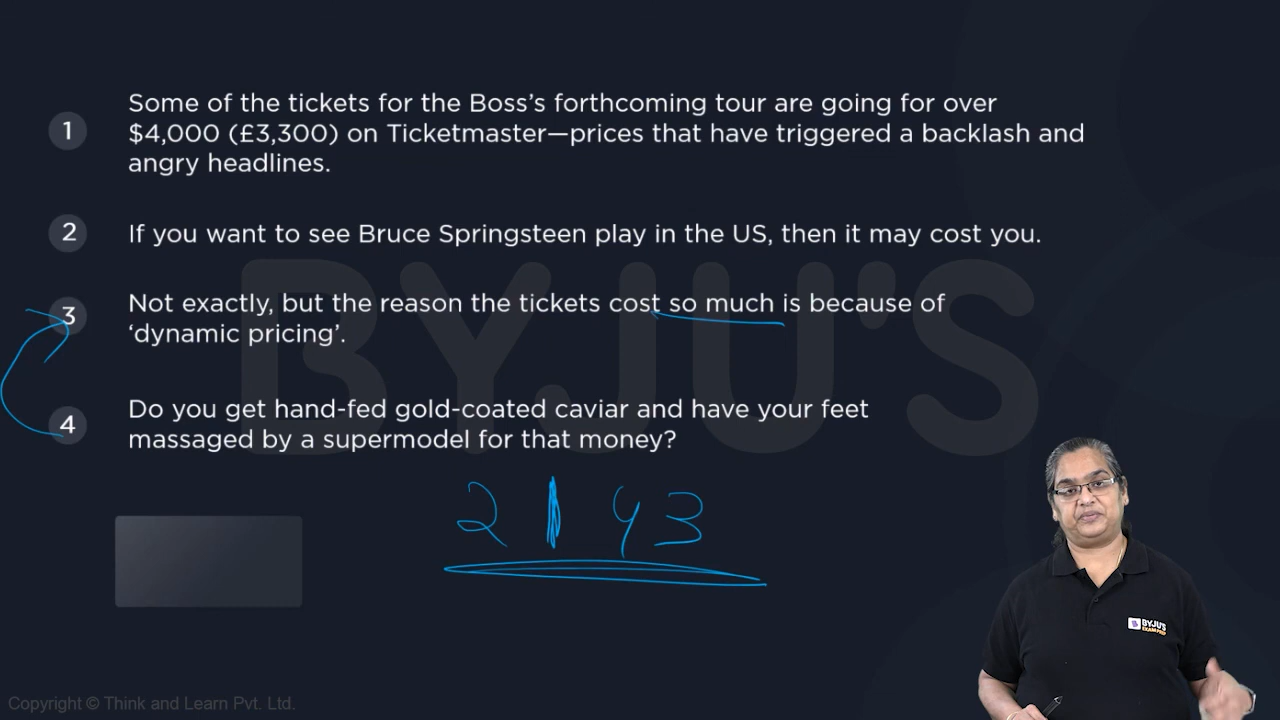 1
Some of the tickets for the Boss's forthcoming tour are going for over
$4,000 (£3,300) on Ticketmaster—prices that have triggered a backlash and
angry headlines.
2
If you want to see Bruce Springsteen play in the US, then it may cost you.
3
Not exactly, but the reason the tickets cost so much is because of
‘dynamic pricing’.
4
Do you get hand-fed gold-coated caviar and have your feet
massaged by a supermodel for that money?
BYJU'S
2 1 4 3
BYJU'S
EXAM PREP
Copyright © Think and Learn Pvt. Ltd.